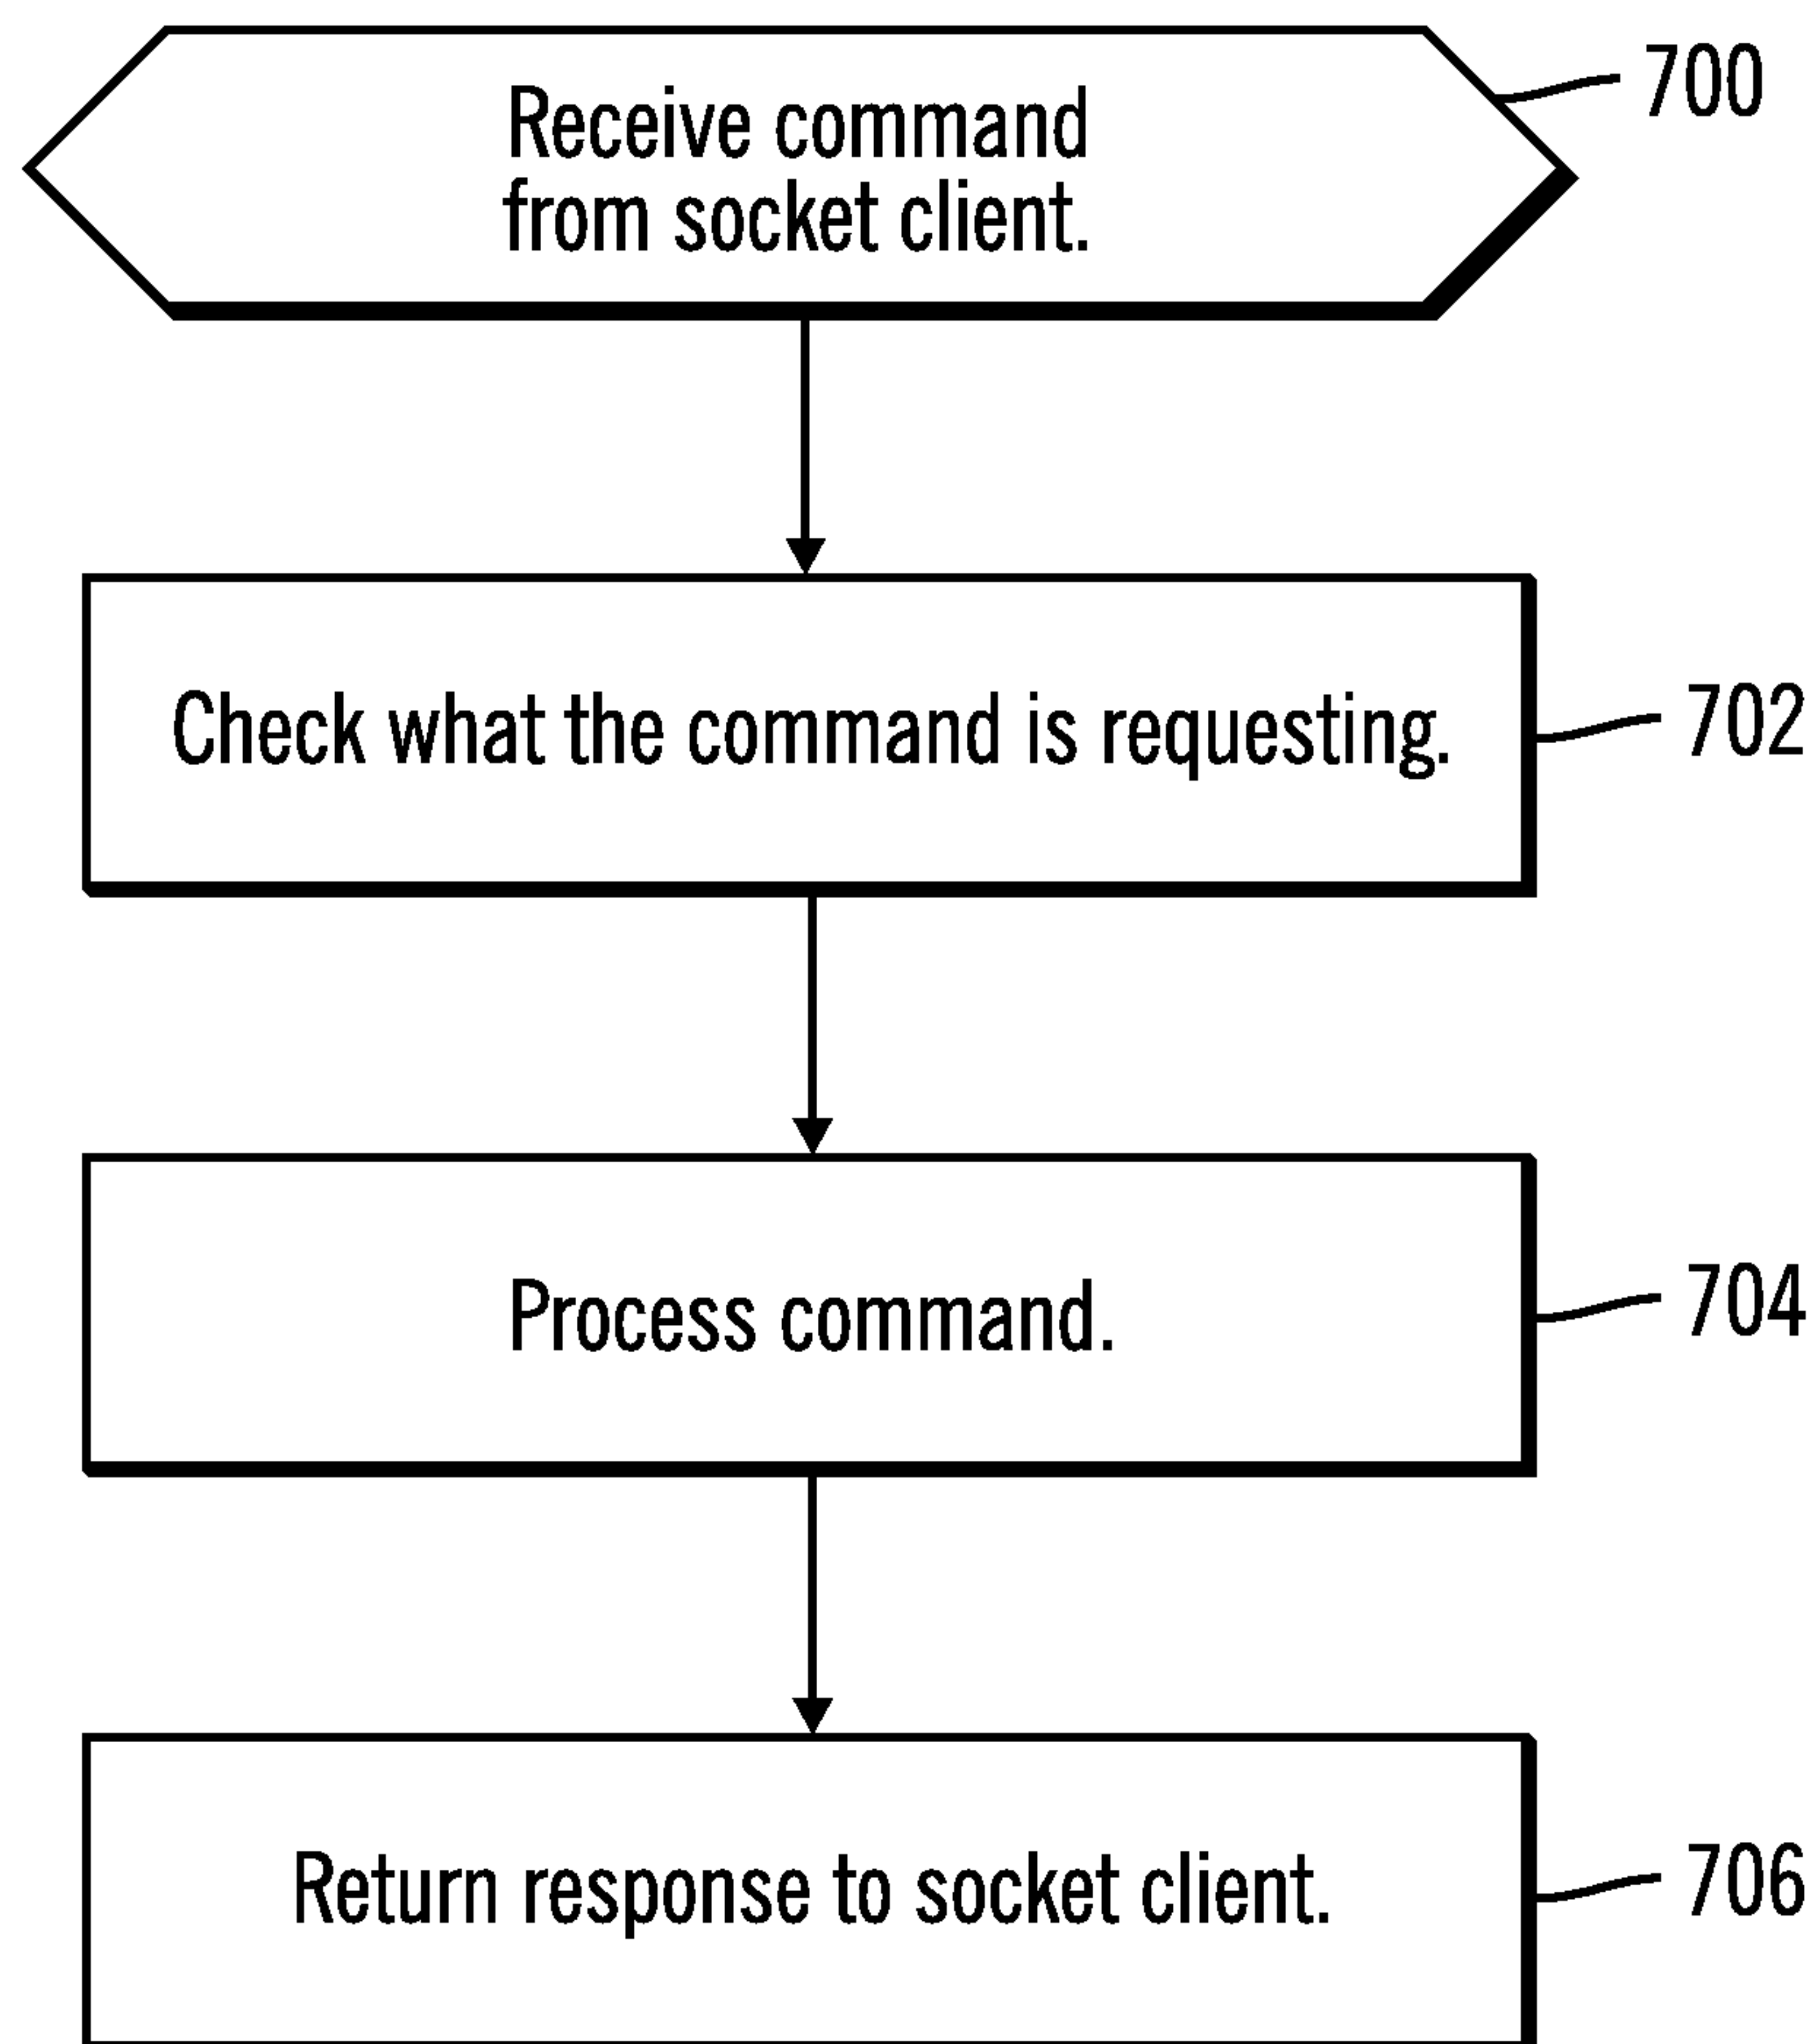 Receive command
from socket client.
700
Check what the command is requesting.
702
Process command.
704
Return response to socket client.
706